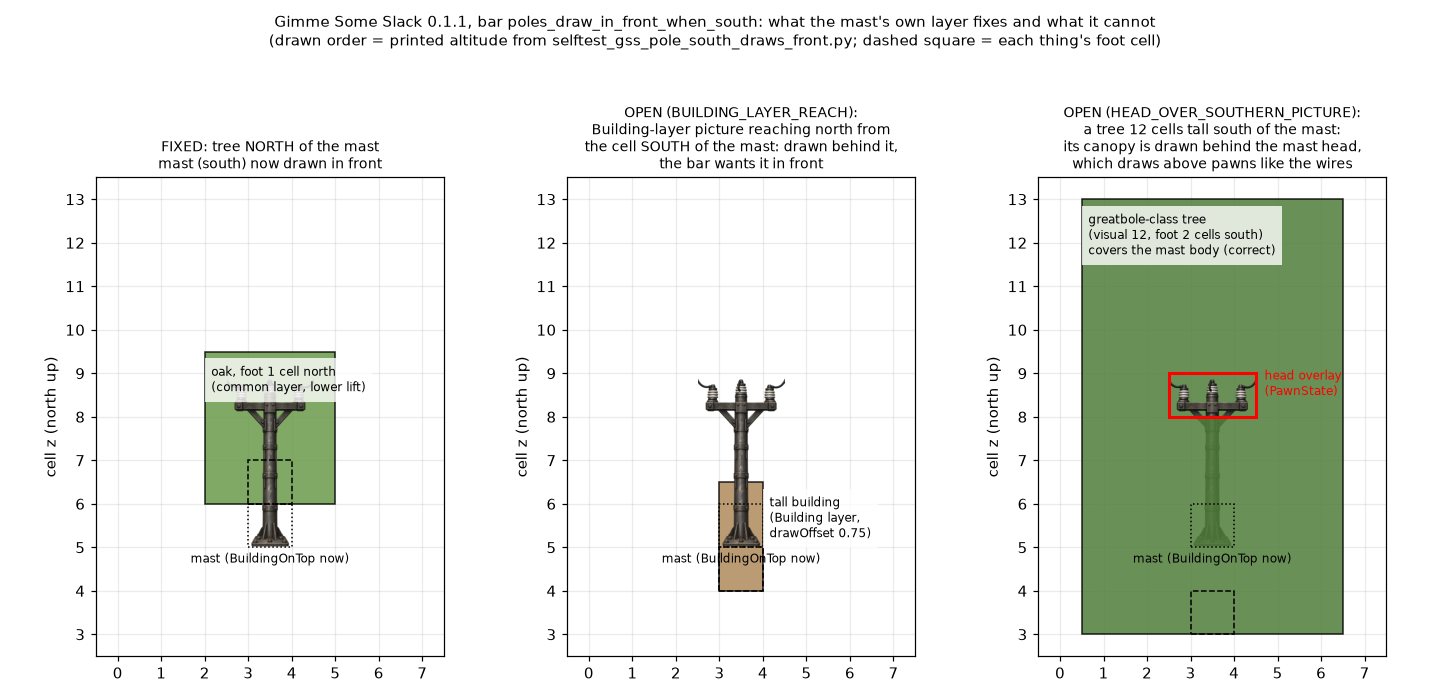 Gimme Some Slack 0.1.1, bar poles_draw_in_front_when_south: what the mast's own layer fixes and what it cannot
(drawn order = printed altitude from selftest_gss_pole_south_draws_front.py; dashed square = each thing's foot cell)
FIXED: tree NORTH of the mast
mast (south) now drawn in front
cell z (north up)
13
12
11
10
9
8
7
6
5
4
3
oak, foot 1 cell north
(common layer, lower lift)
mast (BuildingOnTop now)
0 1 2 3 4 5 6 7
OPEN (BUILDING_LAYER_REACH):
Building-layer picture reaching north from
the cell SOUTH of the mast: drawn behind it,
the bar wants it in front
cell z (north up)
13
12
11
10
9
8
7
6
5
4
3
tall building
(Building layer,
drawOffset 0.75)
mast (BuildingOnTop now)
0 1 2 3 4 5 6 7
OPEN (HEAD_OVER_SOUTHERN_PICTURE):
a tree 12 cells tall south of the mast:
its canopy is drawn behind the mast head,
which draws above pawns like the wires
cell z (north up)
13
12
11
10
9
8
7
6
5
4
3
greatbole-class tree
(visual 12, foot 2 cells south)
covers the mast body (correct)
head overlay
(PawnState)
mast (BuildingOnTop now)
0 1 2 3 4 5 6 7